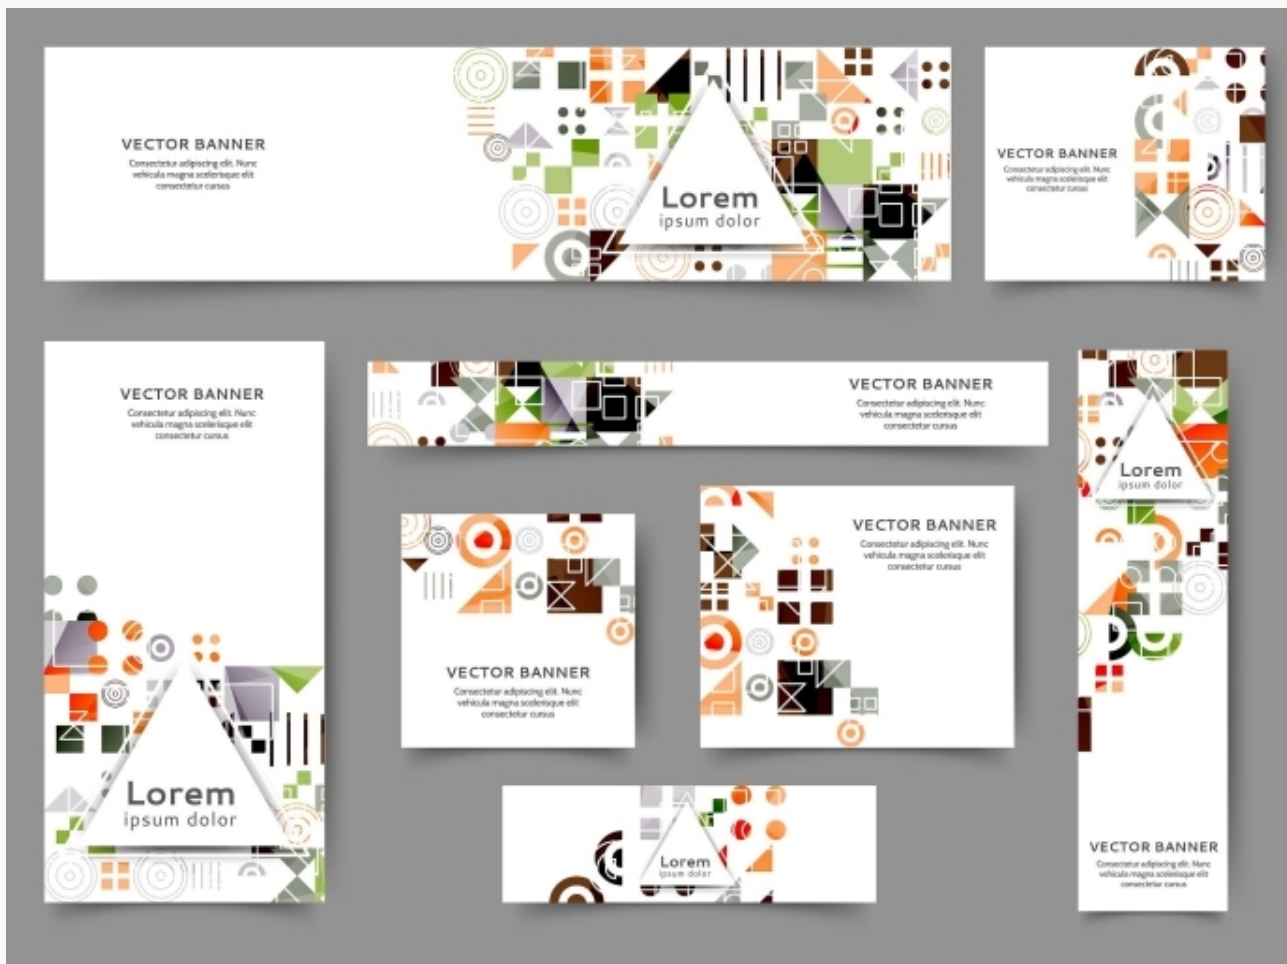 VECTOR BANNER
Consectetur adipiscing elit. Nunc
vehicula magna scelerisque elit
consectetur cursus
Lorem
ipsum dolor
VECTOR BANNER
Consectetur adipiscing elit. Nunc
vehicula magna scelerisque elit
consectetur cursus
VECTOR BANNER
Consectetur adipiscing elit. Nunc
vehicula magna scelerisque elit
consectetur cursus
Lorem
ipsum dolor
VECTOR BANNER
Consectetur adipiscing elit. Nunc
vehicula magna scelerisque elit
consectetur cursus
VECTOR BANNER
Consectetur adipiscing elit. Nunc
vehicula magna scelerisque elit
consectetur cursus
VECTOR BANNER
Consectetur adipiscing elit. Nunc
vehicula magna scelerisque elit
consectetur cursus
Lorem
ipsum dolor
Lorem
ipsum dolor
VECTOR BANNER
Consectetur adipiscing elit. Nunc
vehicula magna scelerisque elit
consectetur cursus